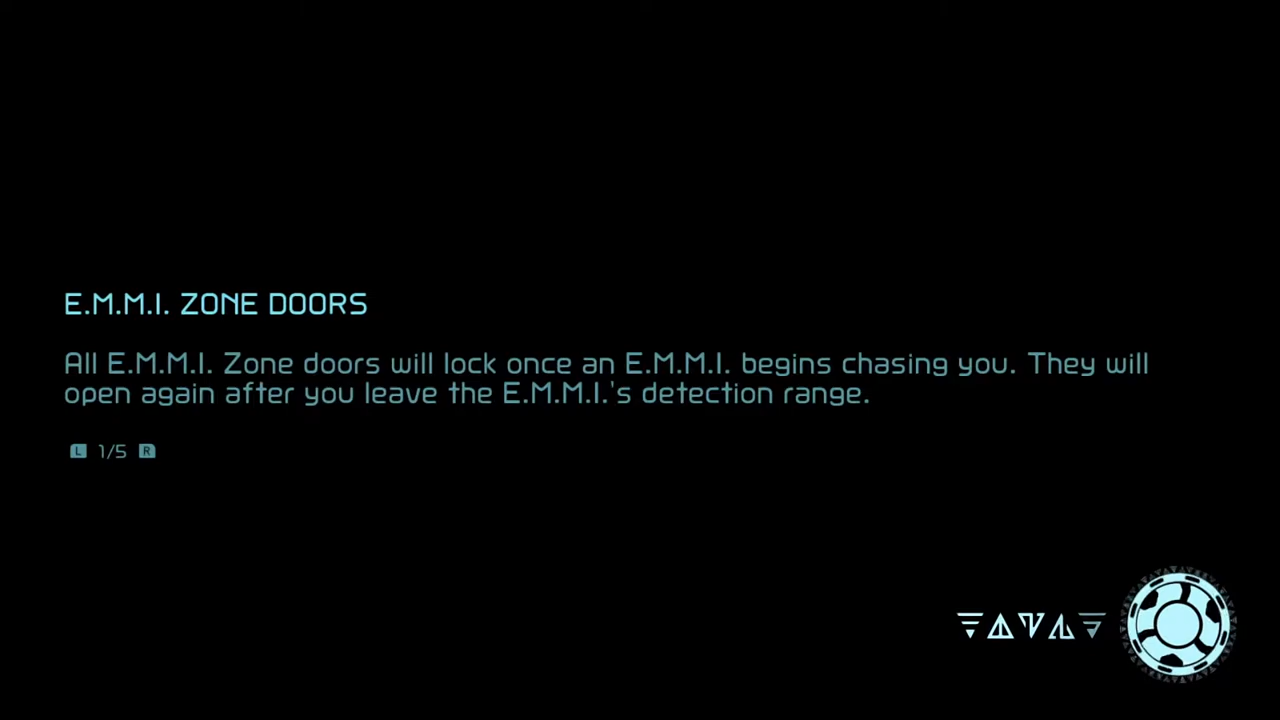 E.M.M.I. ZONE DOORS
All E.M.M.I. Zone doors will lock once an E.M.M.I. begins chasing you. They will
open again after you leave the E.M.M.I.'s detection range.
L 1/5 R